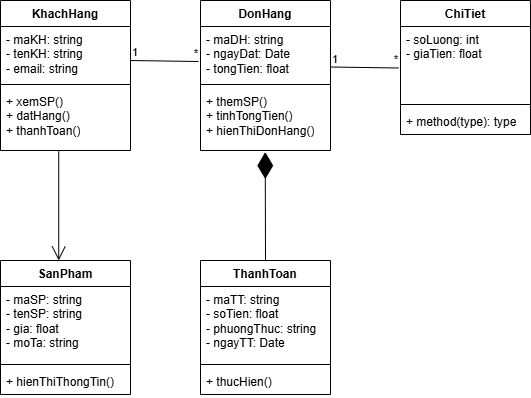 KhachHang
- maKH: string
- tenKH: string
- email: string
+ xemSP()
+ datHang()
+ thanhToan()
1
*
DonHang
- maDH: string
- ngayDat: Date
- tongTien: float
+ themSP()
+ tinhTongTien()
+ hienThiDonHang()
1
*
ChiTiet
- soLuong: int
- giaTien: float
+ method(type): type
SanPham
- maSP: string
- tenSP: string
- gia: float
- moTa: string
+ hienThiThongTin()
ThanhToan
- maTT: string
- soTien: float
- phuongThuc: string
- ngayTT: Date
+ thucHien()